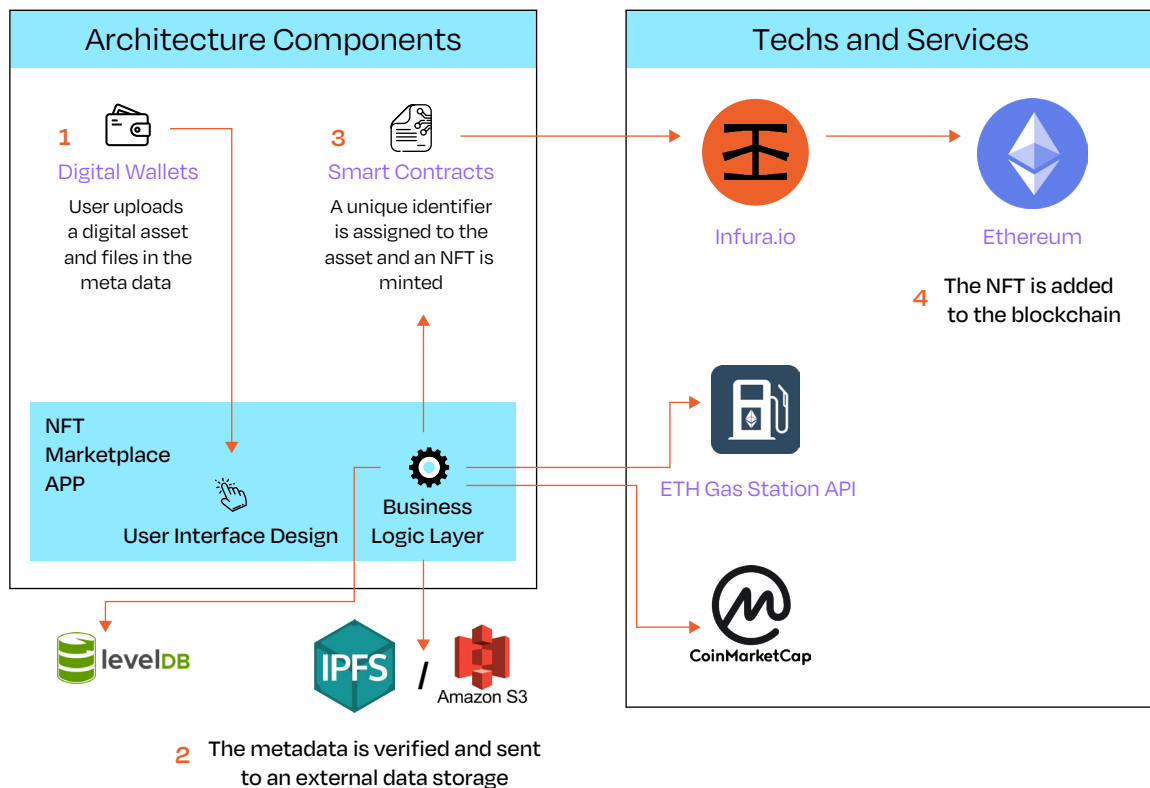 Architecture Components
1
Digital Wallets
User uploads
a digital asset
and files in the
meta data
3
Smart Contracts
A unique identifier
is assigned to the
asset and an NFT is
minted
NFT
Marketplace
APP
User Interface Design
Business
Logic Layer
levelDB
IPFS
/
Amazon S3
2
The metadata is verified and sent
to an external data storage
Techs and Services
Infura.io
Ethereum
4
The NFT is added
to the blockchain
ETH Gas Station API
CoinMarketCap